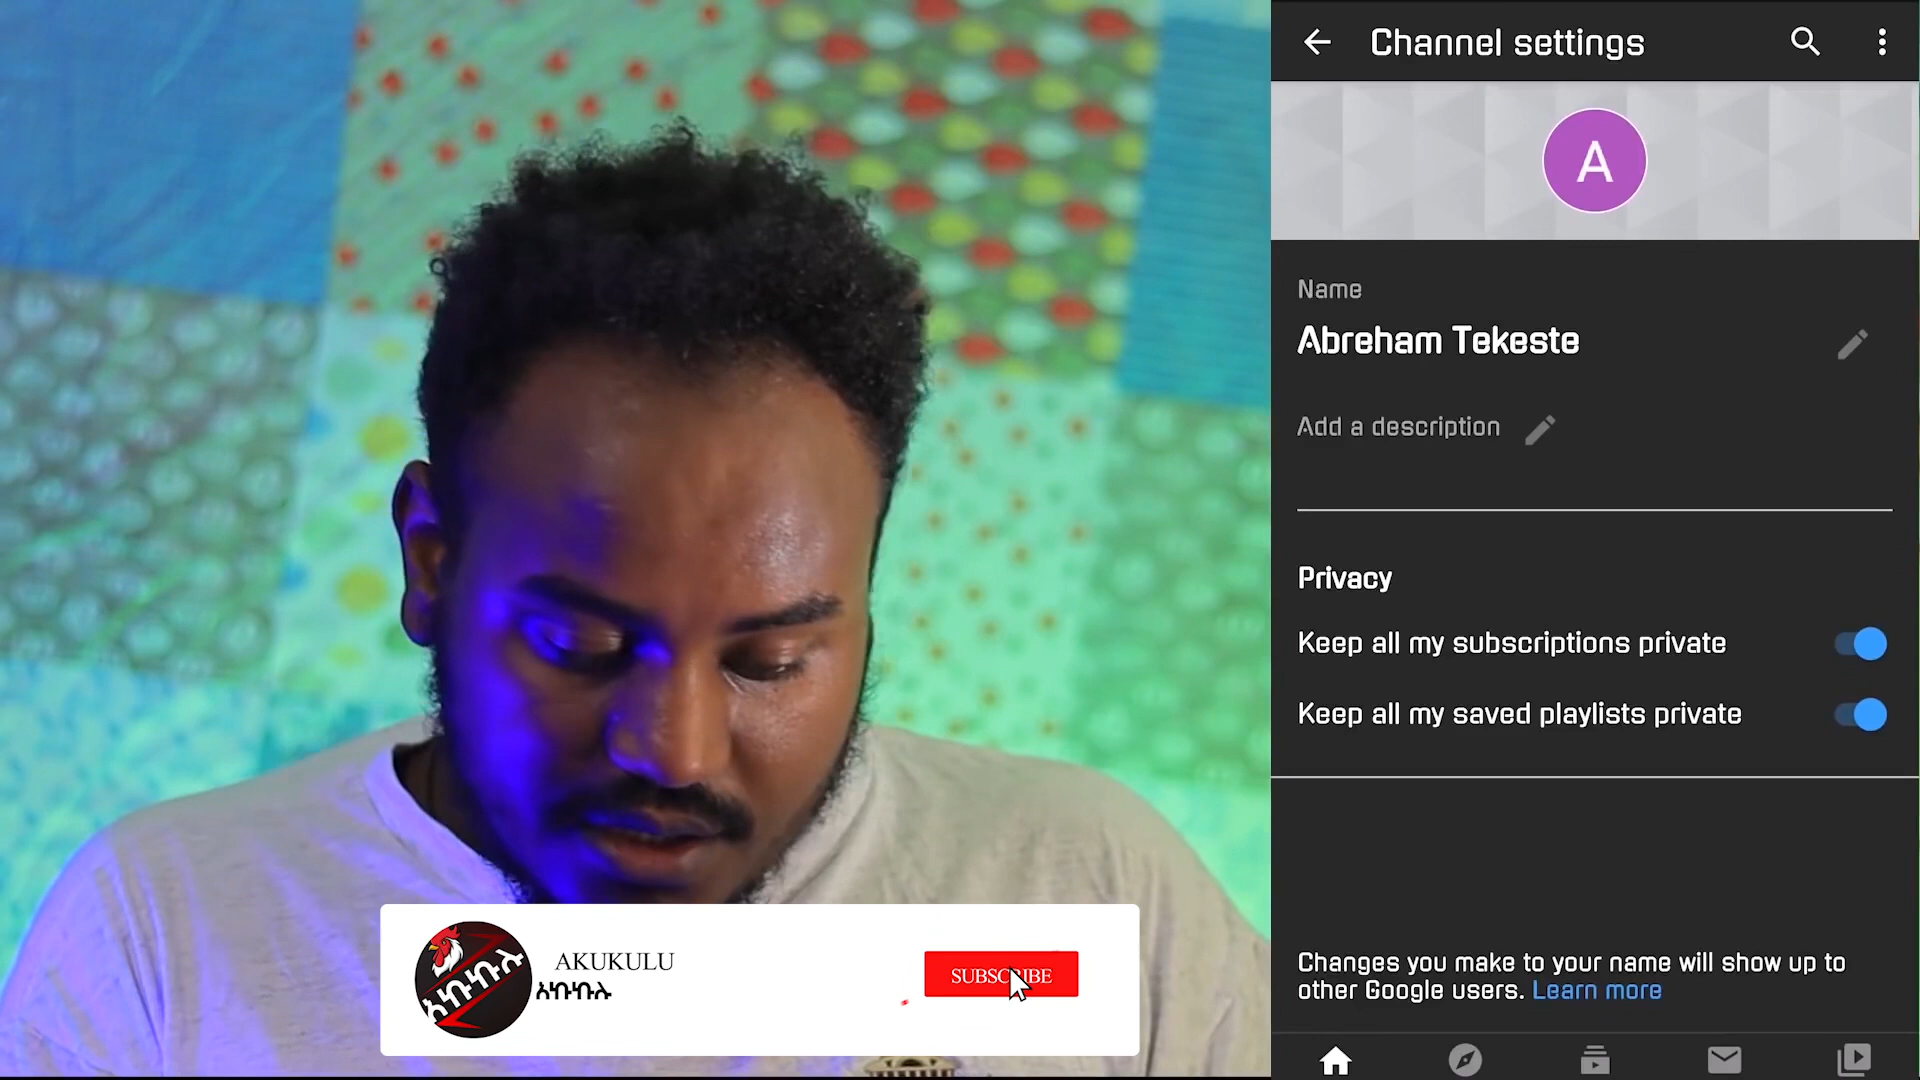 Channel settings
A
Name
Abreham Tekeste
Add a description
Privacy
Keep all my subscriptions private
Keep all my saved playlists private
Changes you make to your name will show up to
other Google users. Learn more
አኩኩሉ
AKUKULU
አኩኩሉ
SUBSCRIBE